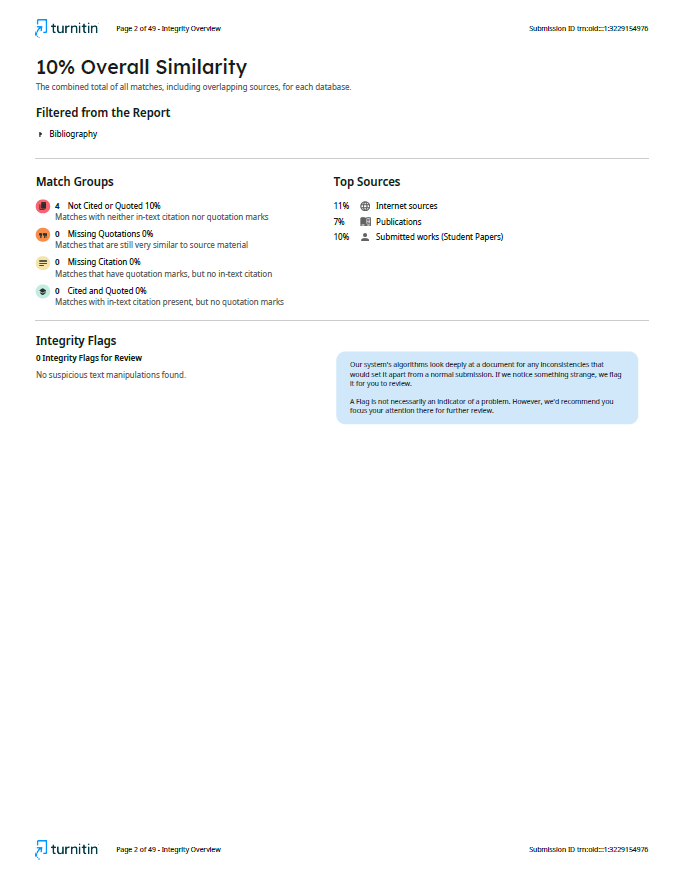 turnitin Page 2 of 49 - Integrity Overview Submission ID trn:oid:::1:3229154976
10% Overall Similarity
The combined total of all matches, including overlapping sources, for each database.
Filtered from the Report
Bibliography
Match Groups
4 Not Cited or Quoted 10%
Matches with neither in-text citation nor quotation marks
0 Missing Quotations 0%
Matches that are still very similar to source material
0 Missing Citation 0%
Matches that have quotation marks, but no in-text citation
0 Cited and Quoted 0%
Matches with in-text citation present, but no quotation marks
Top Sources
11% Internet sources
7% Publications
10% Submitted works (Student Papers)
Integrity Flags
0 Integrity Flags for Review
No suspicious text manipulations found.
Our system's algorithms look deeply at a document for any inconsistencies that
would set it apart from a normal submission. If we notice something strange, we flag
it for you to review.
A Flag is not necessarily an indicator of a problem. However, we'd recommend you
focus your attention there for further review.
turnitin Page 2 of 49 - Integrity Overview Submission ID trn:oid:::1:3229154976